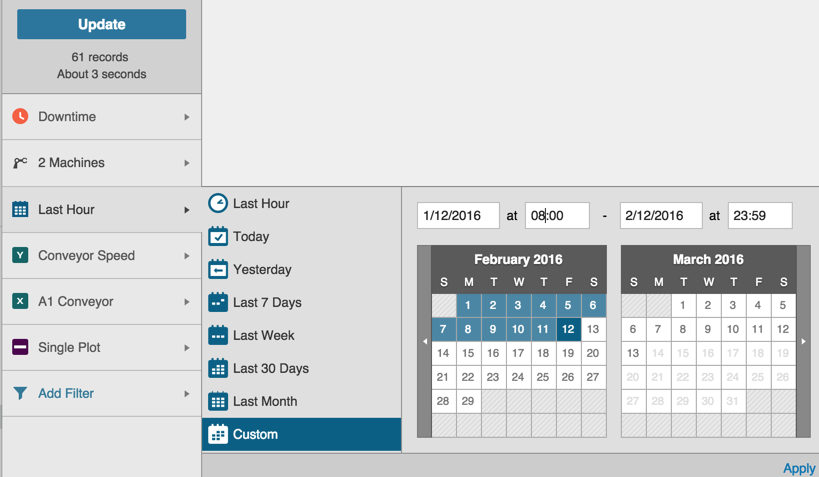 Update
61 records
About 3 seconds
Downtime
2 Machines
Last Hour
Y Conveyor Speed
X A1 Conveyor
Single Plot
Add Filter
Last Hour
Today
Yesterday
Last 7 Days
Last Week
Last 30 Days
Last Month
Custom
1/12/2016 at 08:00 - 2/12/2016 at 23:59
February 2016
S M T W T F S
1 2 3 4 5 6
7 8 9 10 11 12 13
14 15 16 17 18 19 20
21 22 23 24 25 26 27
28 29
March 2016
S M T W T F S
1 2 3 4 5
6 7 8 9 10 11 12
13 14 15 16 17 18 19
20 21 22 23 24 25 26
27 28 29 30 31
Apply